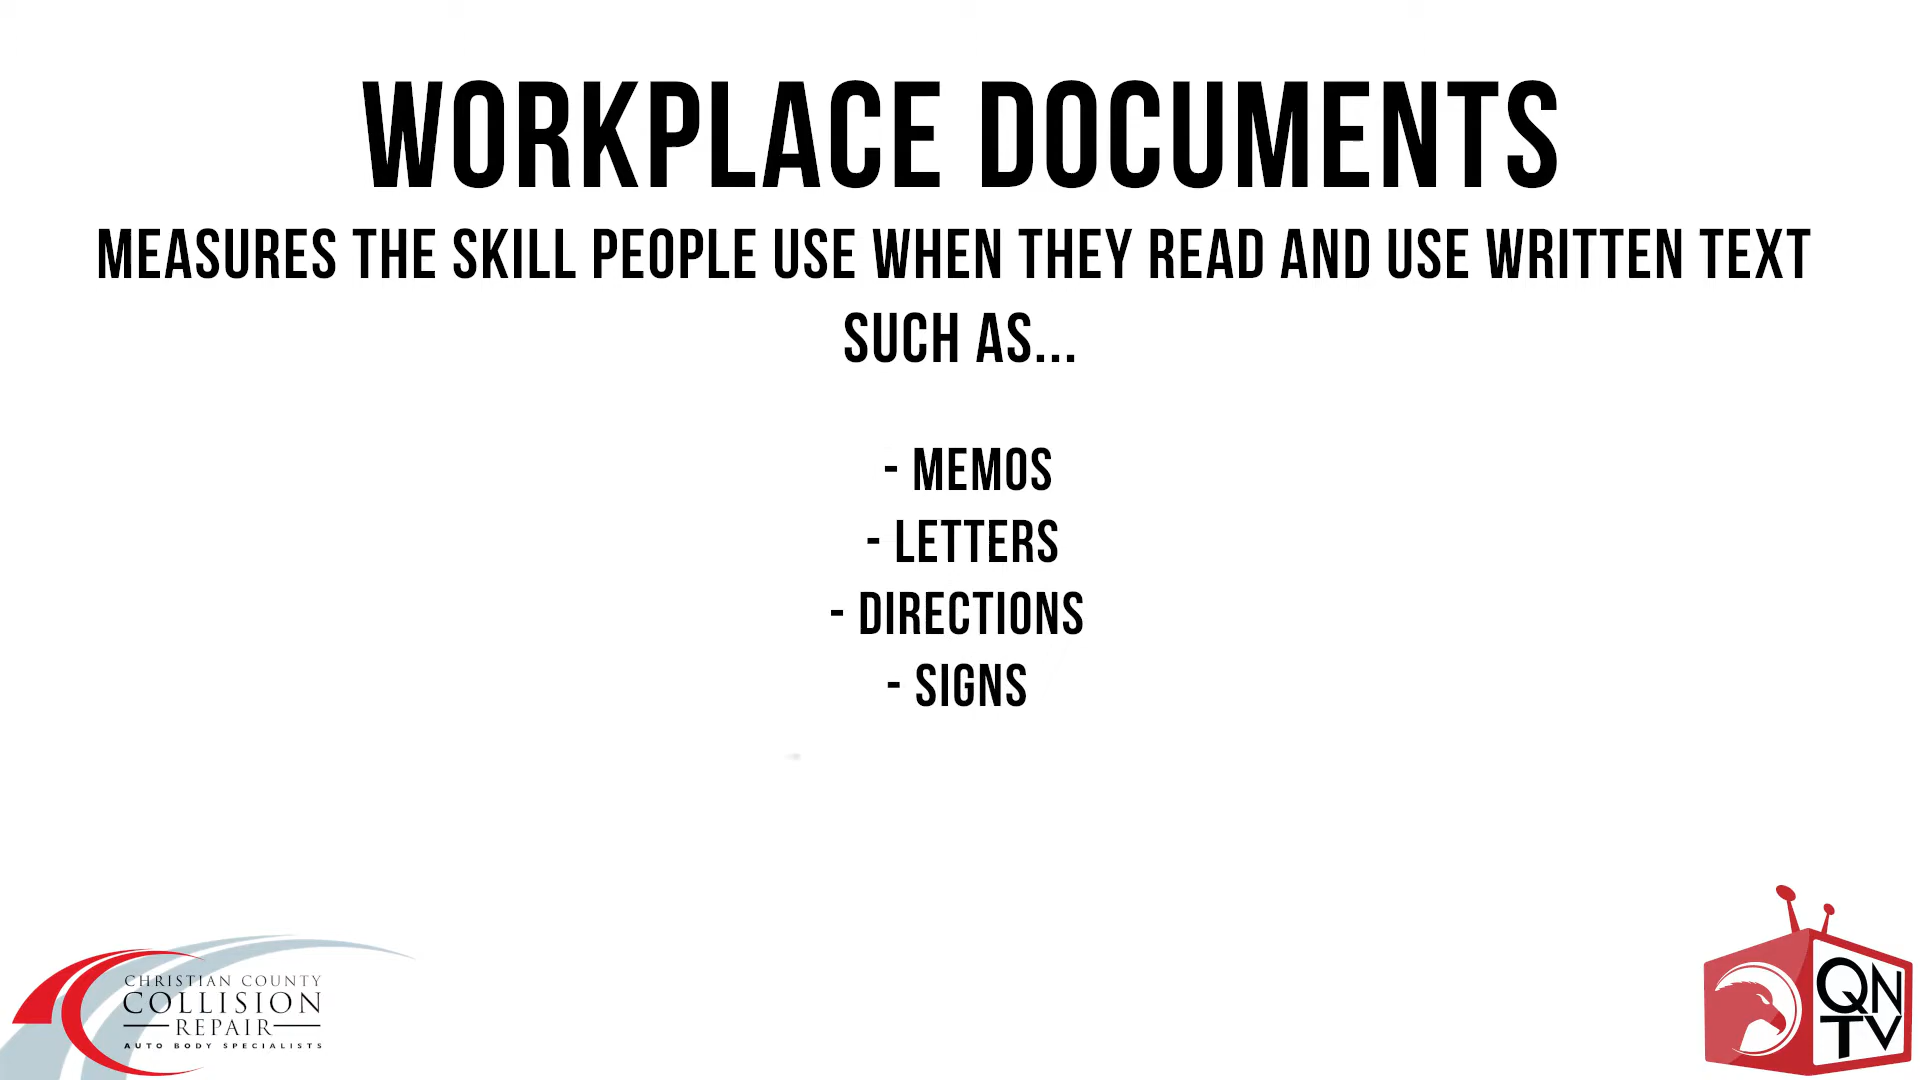 WORKPLACE DOCUMENTS
MEASURES THE SKILL PEOPLE USE WHEN THEY READ AND USE WRITTEN TEXT
SUCH AS...
- MEMOS
- LETTERS
- DIRECTIONS
- SIGNS
CHRISTIAN COUNTY
COLLISION
REPAIR
AUTO BODY SPECIALISTS
QN
TV